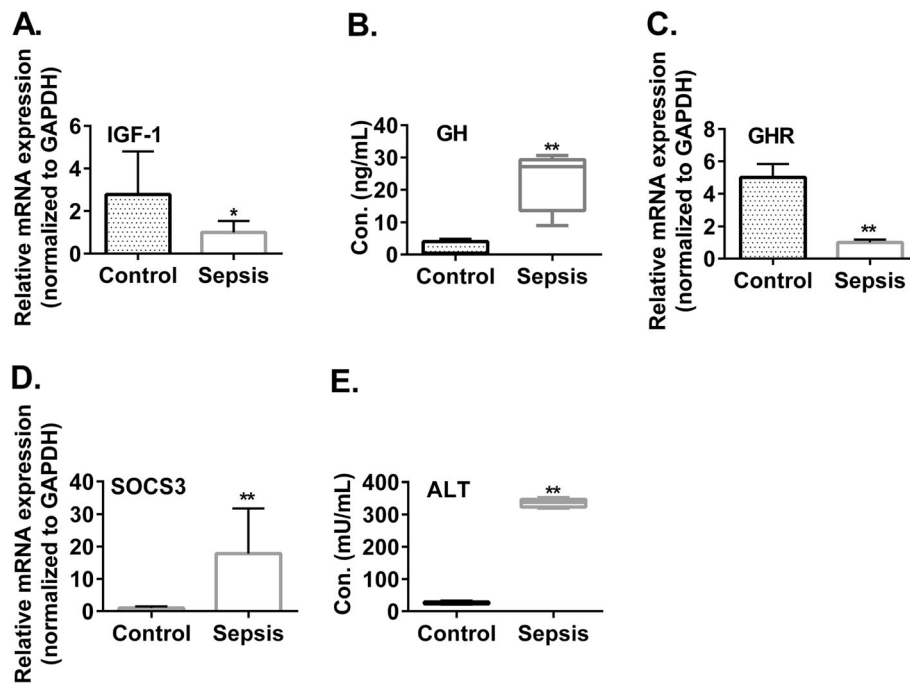 A.
Relative mRNA expression
(normalized to GAPDH)
6
4
2
0
IGF-1
*
Control
Sepsis
B.
Con. (ng/mL)
40
30
20
10
0
GH
**
Control
Sepsis
C.
Relative mRNA expression
(normalized to GAPDH)
8
6
4
2
0
GHR
**
Control
Sepsis
D.
Relative mRNA expression
(normalized to GAPDH)
40
30
20
10
0
SOCS3
**
Control
Sepsis
E.
Con. (mU/mL)
400
300
200
100
0
ALT
**
Control
Sepsis